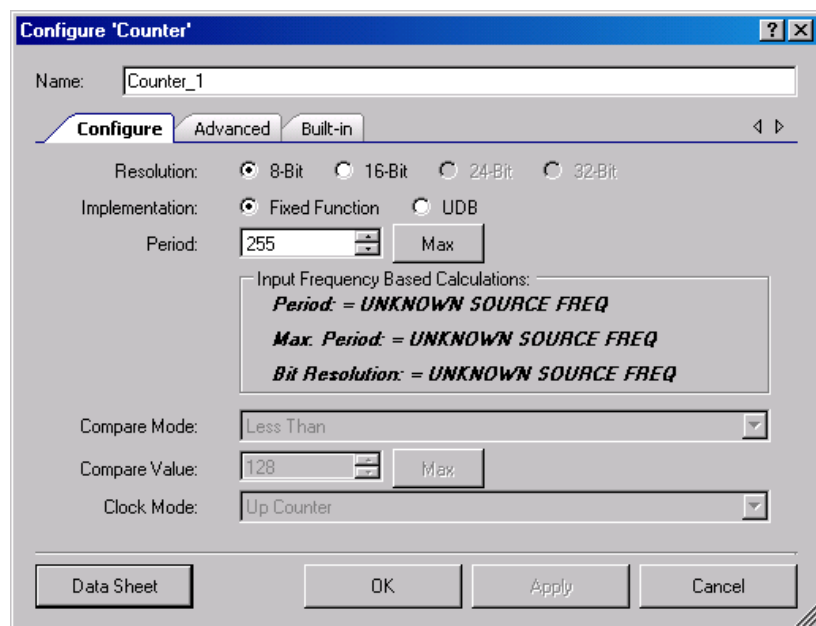 Configure 'Counter'
Name: Counter_1
Configure Advanced Built-in
Resolution: 8-Bit 16-Bit 24-Bit 32-Bit
Implementation: Fixed Function UDB
Period: 255 Max
Input Frequency Based Calculations:
Period: = UNKNOWN SOURCE FREQ
Max. Period: = UNKNOWN SOURCE FREQ
Bit Resolution: = UNKNOWN SOURCE FREQ
Compare Mode: Less Than
Compare Value: 128 Max
Clock Mode: Up Counter
Data Sheet OK Apply Cancel